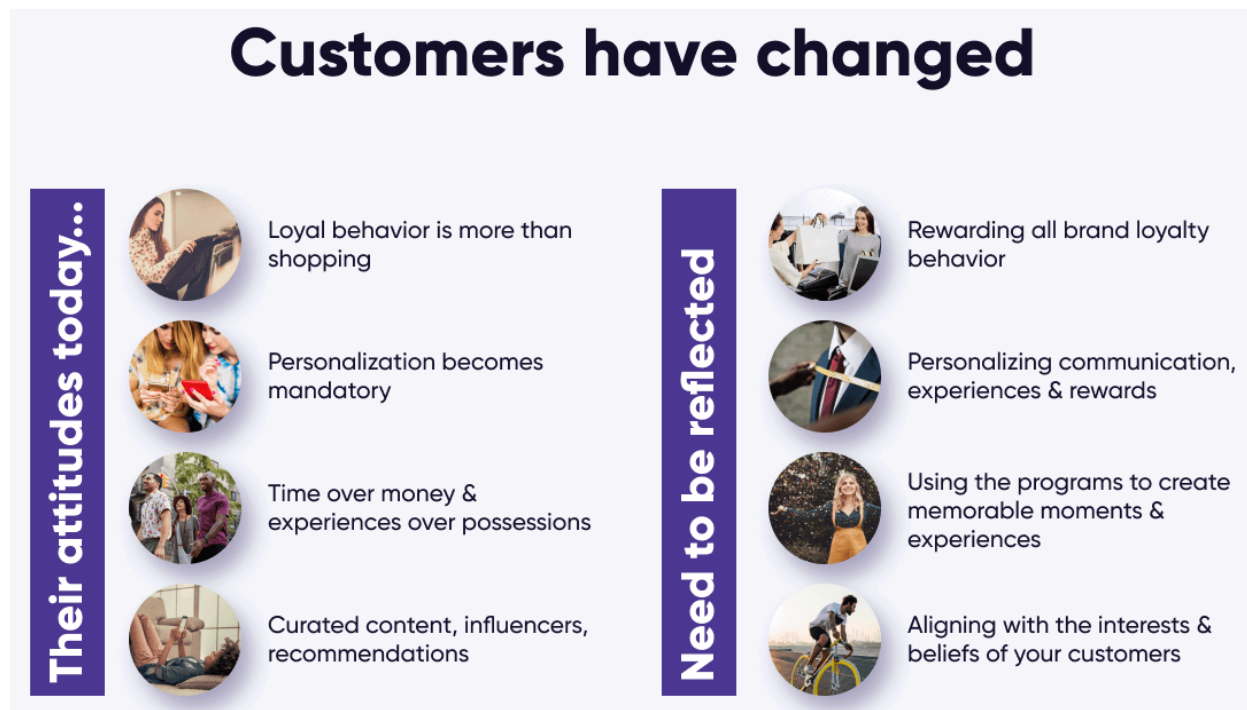 Customers have changed
Their attitudes today...
Loyal behavior is more than
shopping
Personalization becomes
mandatory
Time over money &
experiences over possessions
Curated content, influencers,
recommendations
Need to be reflected
Rewarding all brand loyalty
behavior
Personalizing communication,
experiences & rewards
Using the programs to create
memorable moments &
experiences
Aligning with the interests &
beliefs of your customers